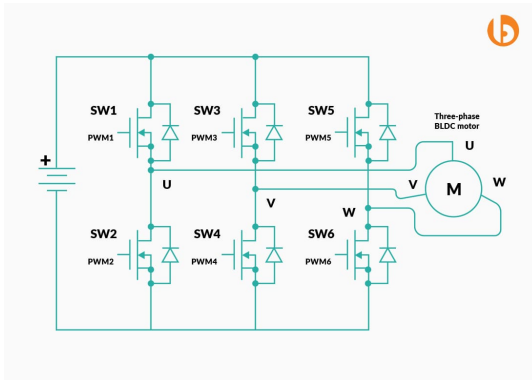 SW1
PWM1
SW3
PWM3
SW5
PWM5
Three-phase
BLDC motor
U
U
V
W
V
M
W
SW2
PWM2
SW4
PWM4
SW6
PWM6
+
b